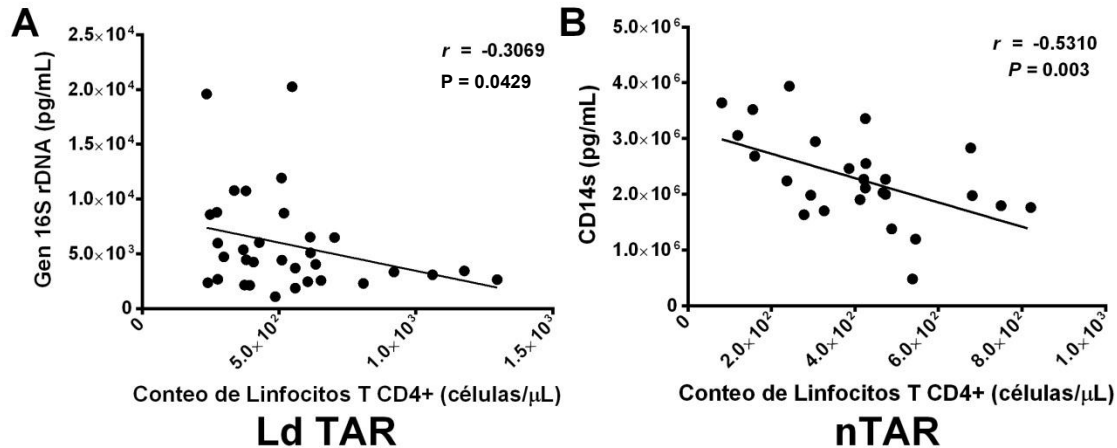 A
r = -0.3069
P = 0.0429
Gen 16S rDNA (pg/mL)
2.5×10⁴
2.0×10⁴
1.5×10⁴
1.0×10⁴
5.0×10³
0
0
5.0×10²
1.0×10³
1.5×10³
Conteo de Linfocitos T CD4+ (células/μL)
Ld TAR
B
r = -0.5310
P = 0.003
CD14s (pg/mL)
5.0×10⁶
4.0×10⁶
3.0×10⁶
2.0×10⁶
1.0×10⁶
0
0
2.0×10²
4.0×10²
6.0×10²
8.0×10²
1.0×10³
Conteo de Linfocitos T CD4+ (células/μL)
nTAR